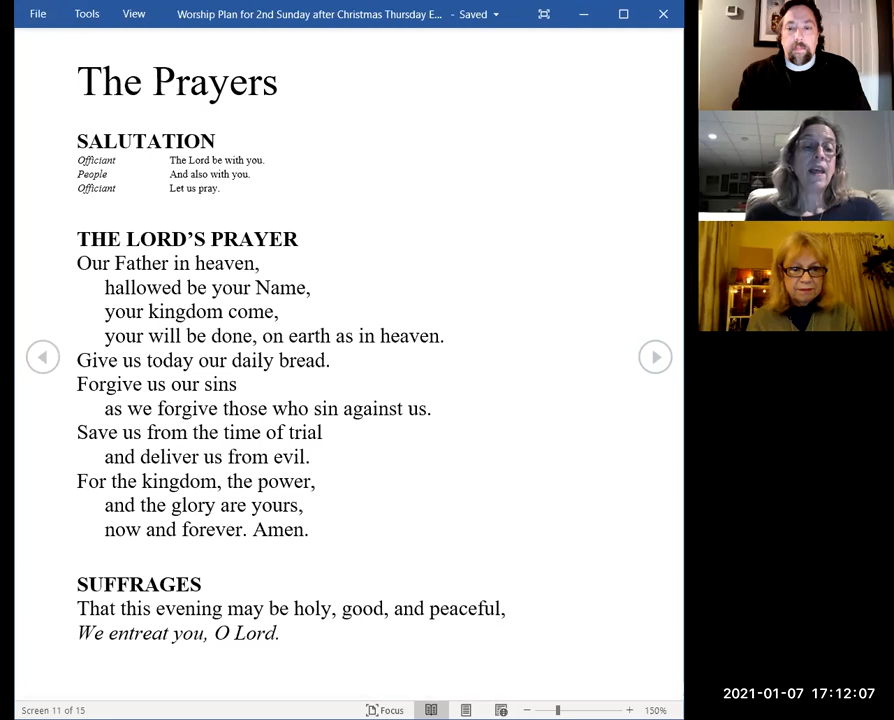 File Tools View Worship Plan for 2nd Sunday after Christmas Thursday E... - Saved
The Prayers
SALUTATION
Officiant The Lord be with you.
People And also with you.
Officiant Let us pray.
THE LORD'S PRAYER
Our Father in heaven,
hallowed be your Name,
your kingdom come,
your will be done, on earth as in heaven.
Give us today our daily bread.
Forgive us our sins
as we forgive those who sin against us.
Save us from the time of trial
and deliver us from evil.
For the kingdom, the power,
and the glory are yours,
now and forever. Amen.
SUFFRAGES
That this evening may be holy, good, and peaceful,
We entreat you, O Lord.
2021-01-07 17:12:07
Screen 11 of 15 Focus 150%